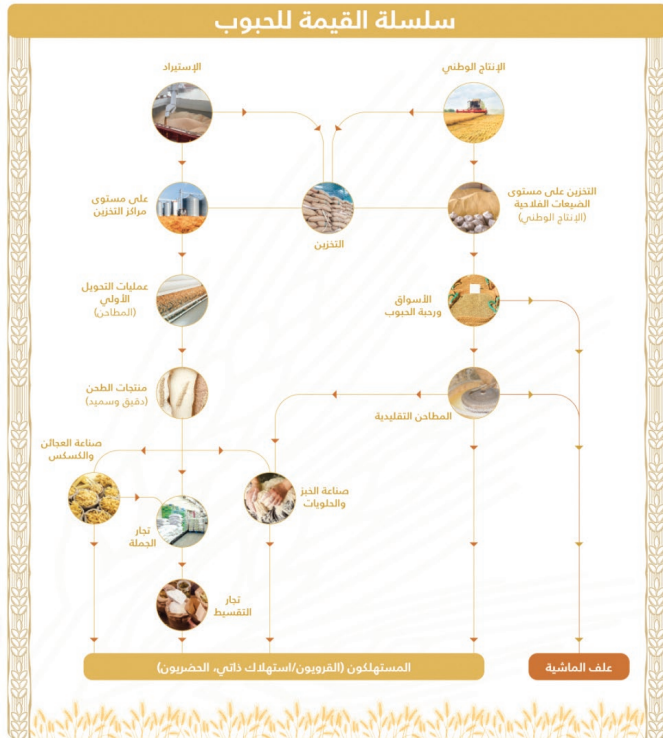 سلسلة القيمة للحبوب
الإنتاج الوطني
الإستيراد
التخزين على مستوى
الضيعات الفلاحية
(الإنتاج الوطني)
التخزين
على مستوى
مراكز التخزين
الأسواق
ورحبة الحبوب
عمليات التحويل
الأولي
(المطاحن)
المطاحن التقليدية
منتجات الطحن
(دقيق وسميد)
صناعة الخبز
والحلويات
صناعة العجائن
والكسكس
تجار
الجملة
تجار
التقسيط
علف الماشية
المستهلكون (القرويون/استهلاك ذاتي، الحضريون)